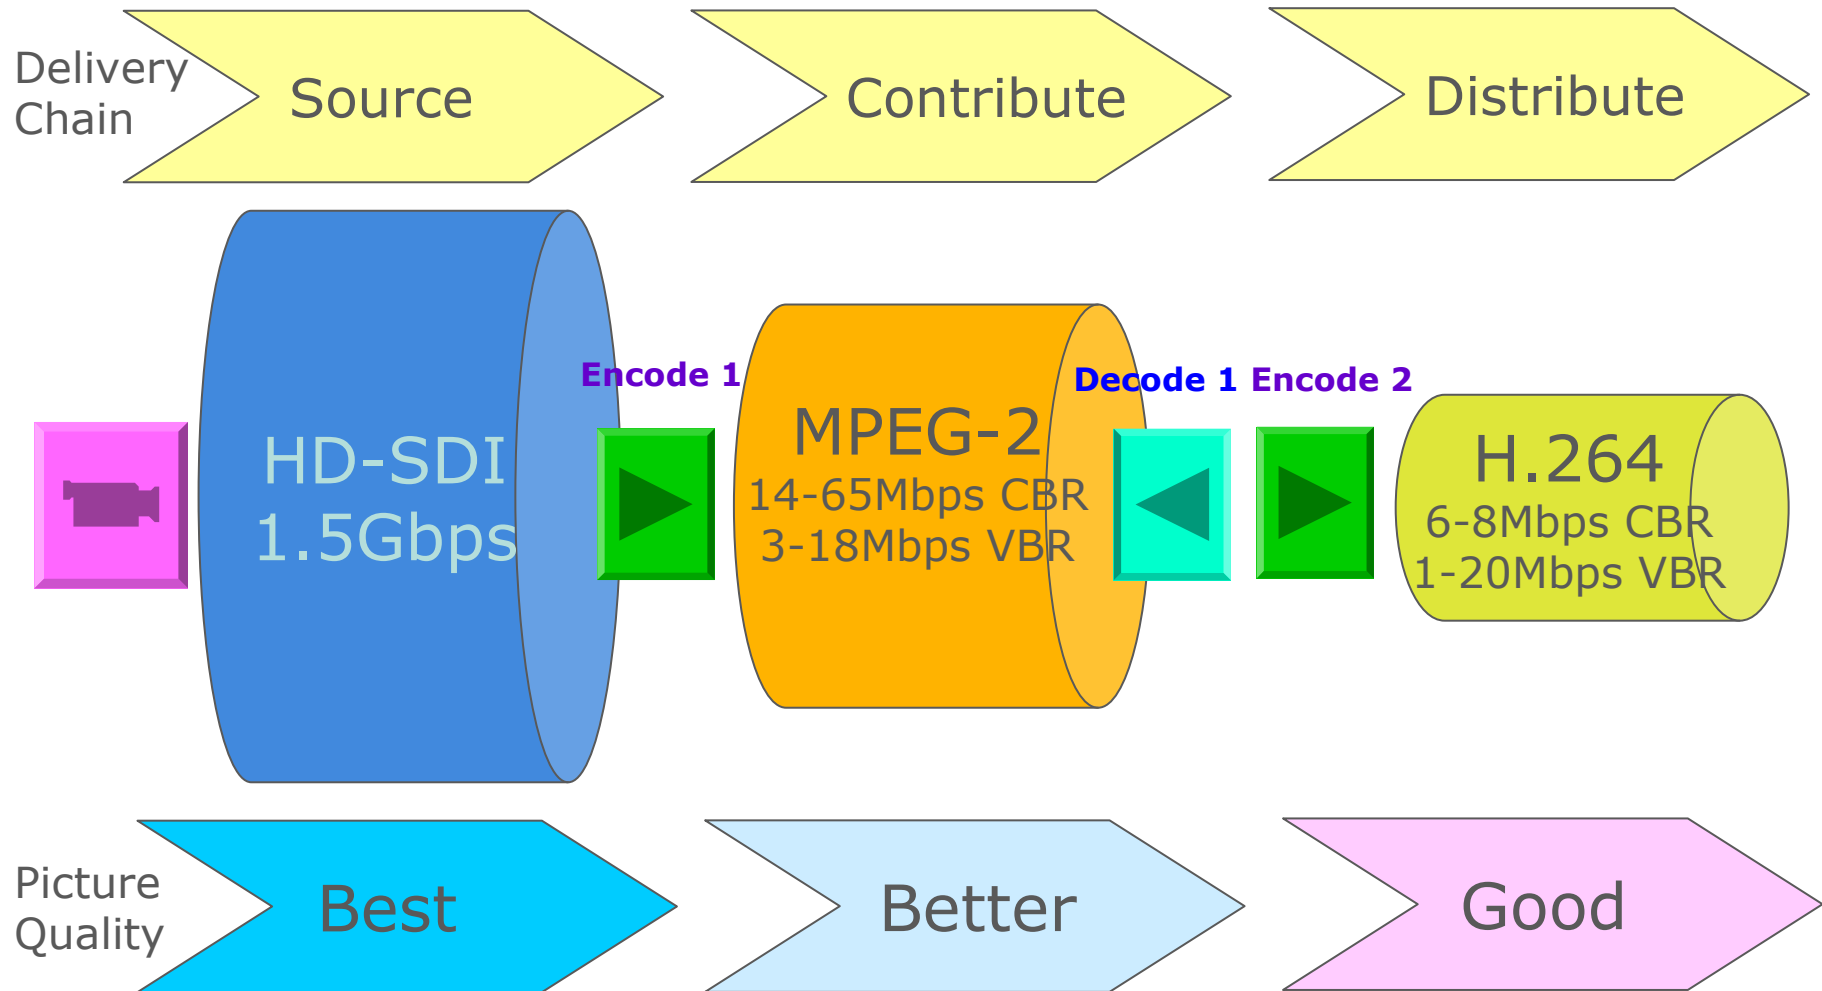 Delivery
Chain
Source
Contribute
Distribute
Encode 1
Decode 1
Encode 2
HD-SDI
1.5Gbps
MPEG-2
14-65Mbps CBR
3-18Mbps VBR
H.264
6-8Mbps CBR
1-20Mbps VBR
Picture
Quality
Best
Better
Good